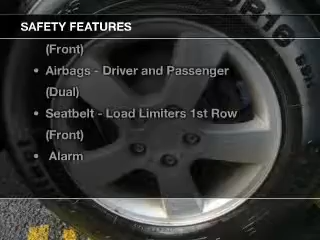 SAFETY FEATURES
(Front)
• Airbags - Driver and Passenger
(Dual)
• Seatbelt - Load Limiters 1st Row
(Front)
• Alarm